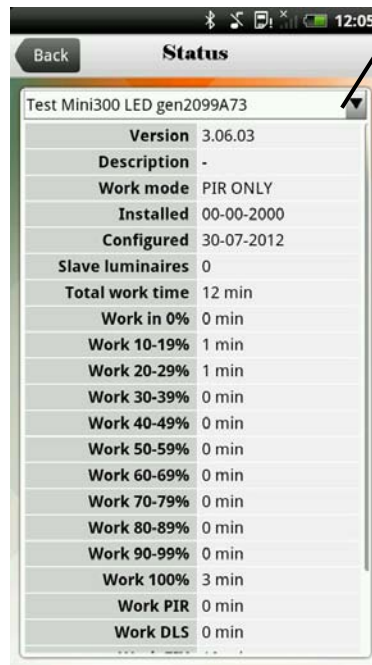 12:05
Back Status
Test Mini300 LED gen2099A73
Version 3.06.03
Description -
Work mode PIR ONLY
Installed 00-00-2000
Configured 30-07-2012
Slave luminaires 0
Total work time 12 min
Work in 0% 0 min
Work 10-19% 1 min
Work 20-29% 1 min
Work 30-39% 0 min
Work 40-49% 0 min
Work 50-59% 0 min
Work 60-69% 0 min
Work 70-79% 0 min
Work 80-89% 0 min
Work 90-99% 0 min
Work 100% 3 min
Work PIR 0 min
Work DLS 0 min